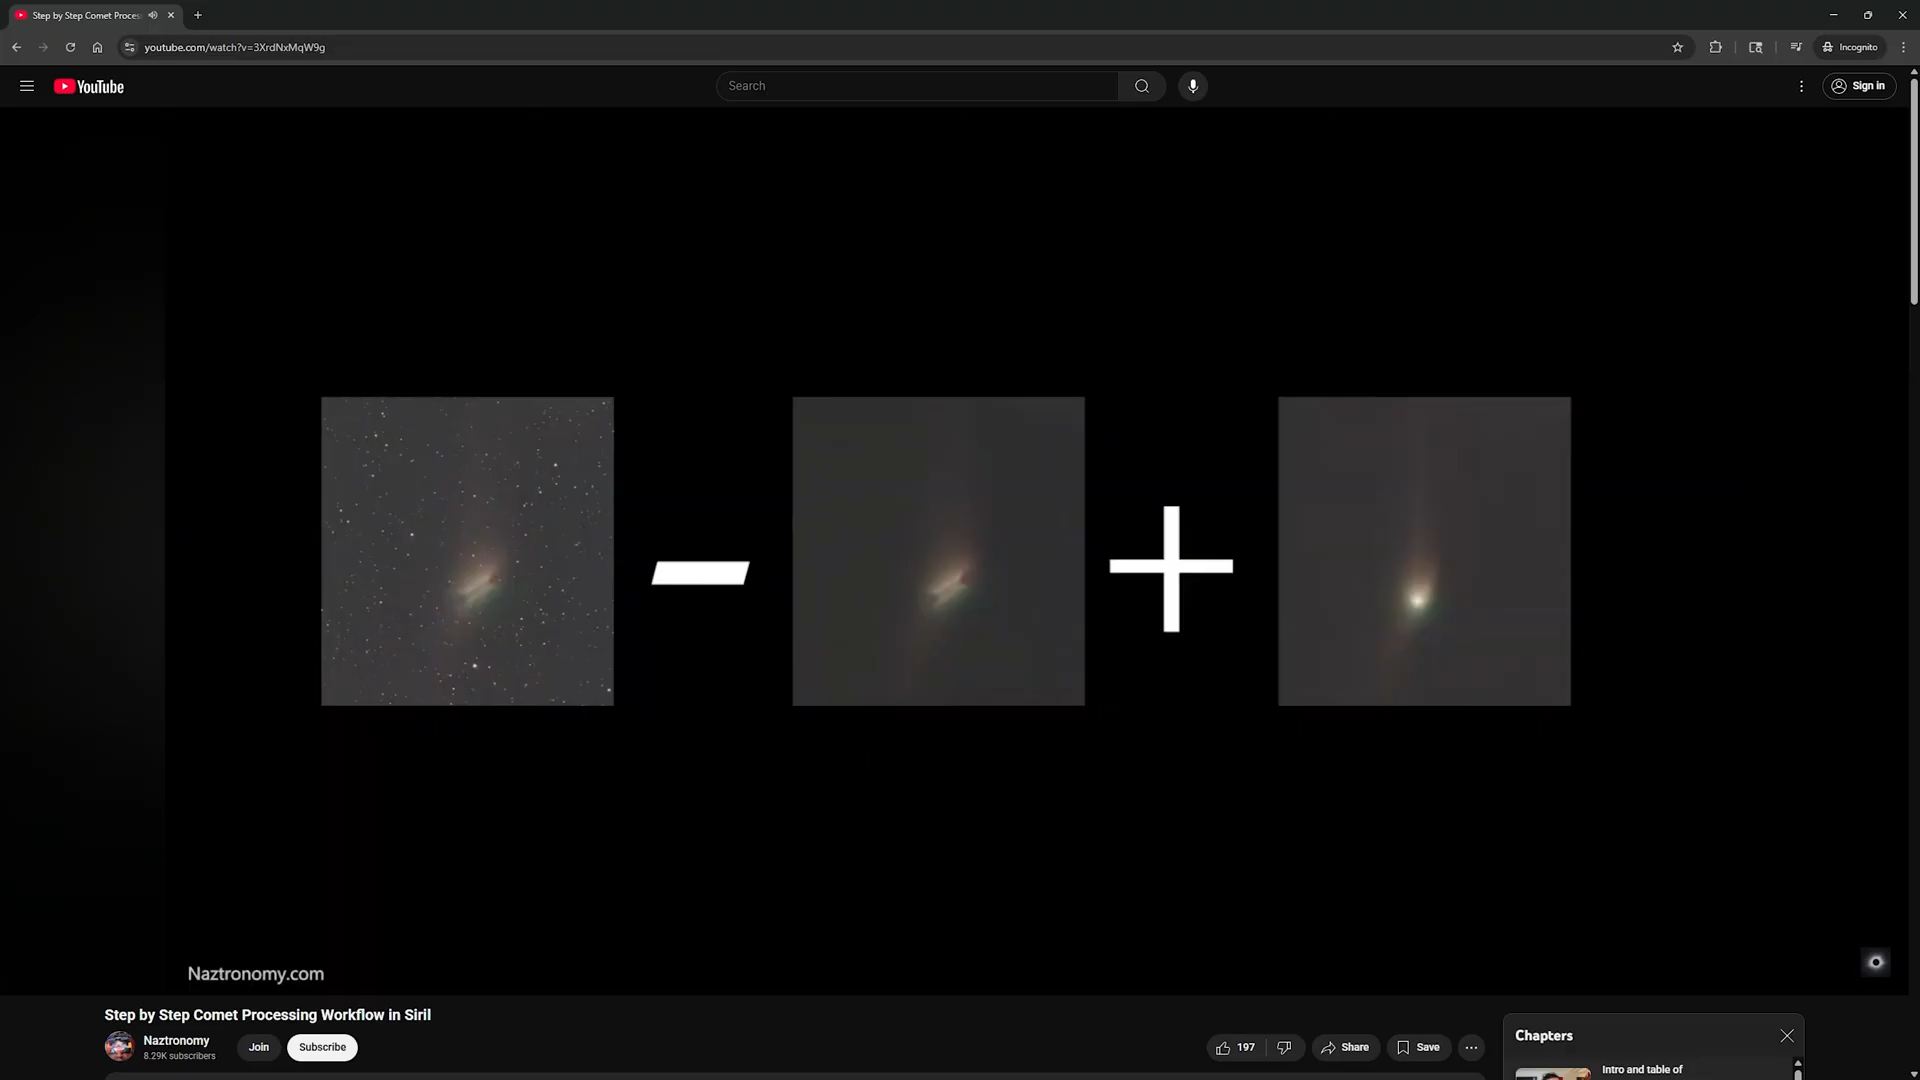 Step by Step Comet Proces
youtube.com/watch?v=3XrdNxMqW9g
Incognito
YouTube
Search
Sign in
Naztronomy.com
Step by Step Comet Processing Workflow in Siril
Naztronomy
8.29K subscribers
Join
Subscribe
197
Share
Save
Chapters
Intro and table of